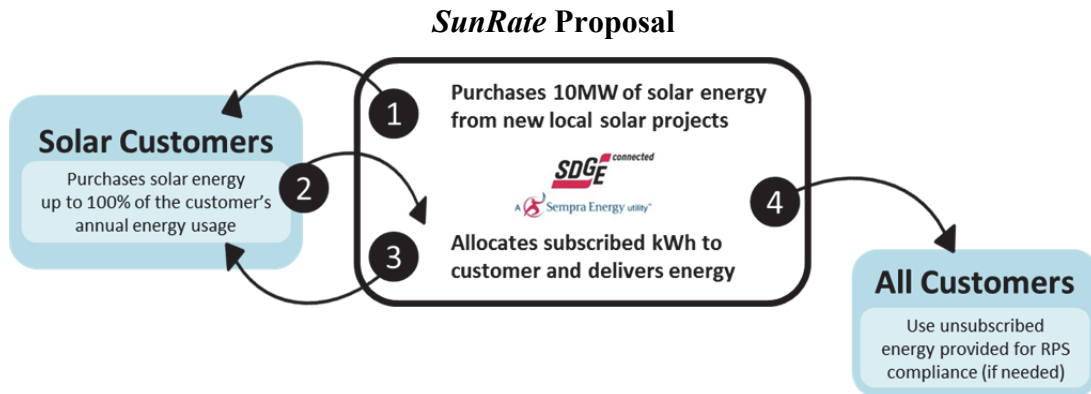 SunRate Proposal
1
Purchases 10MW of solar energy
from new local solar projects
Solar Customers
Purchases solar energy
up to 100% of the customer's
annual energy usage
2
SDGE connected
A Sempra Energy utility™
4
3
Allocates subscribed kWh to
customer and delivers energy
All Customers
Use unsubscribed
energy provided for RPS
compliance (if needed)